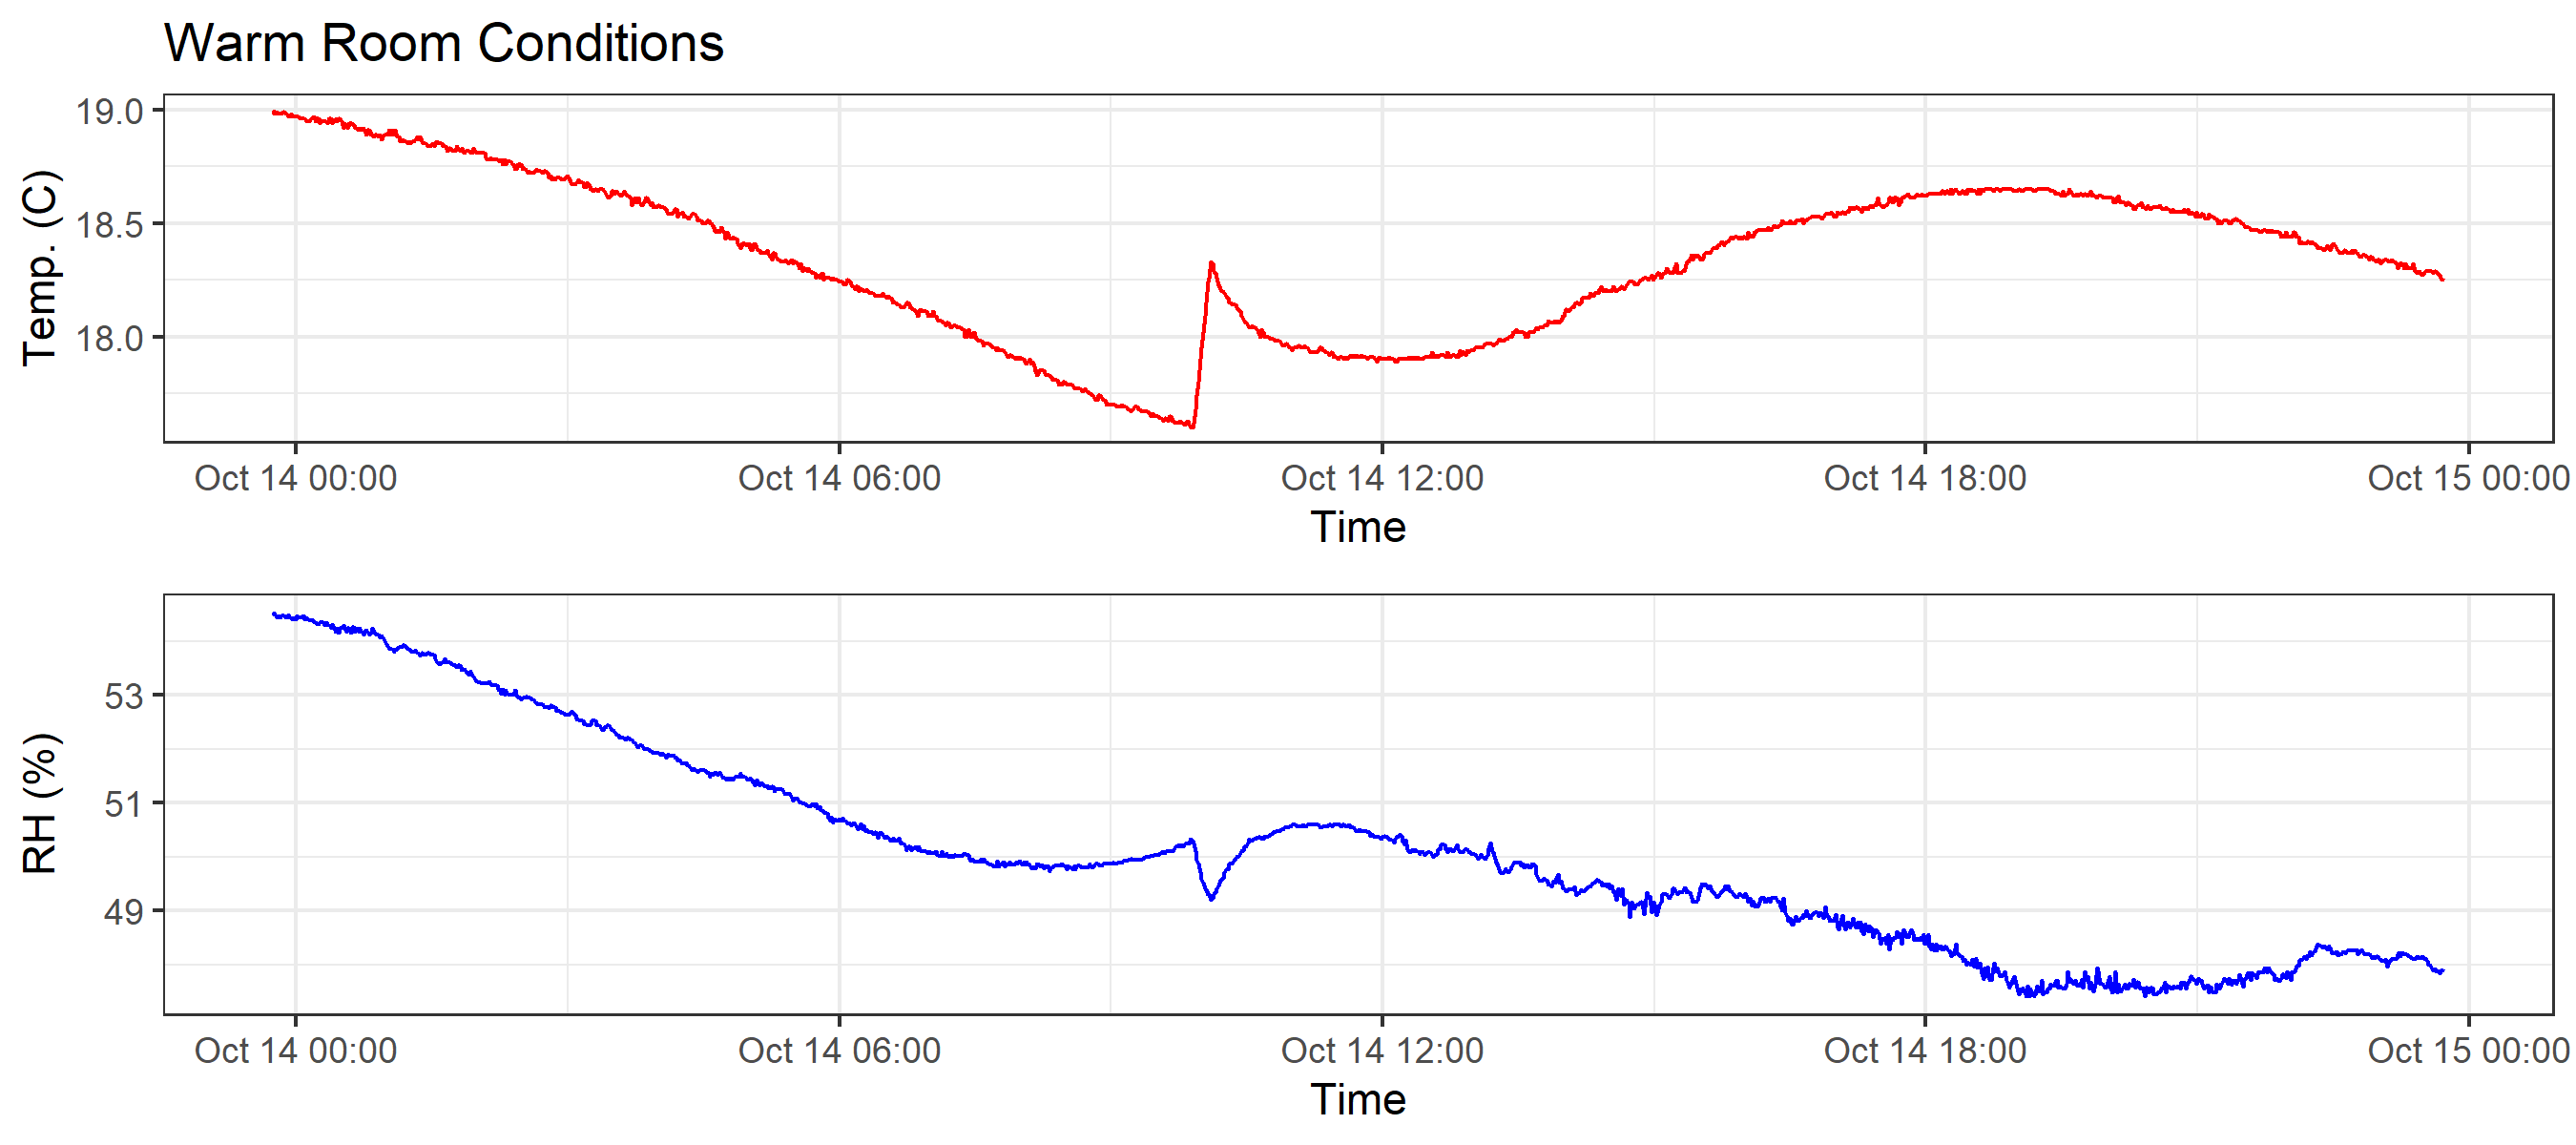 Warm Room Conditions
Temp. (C)
19.0
18.5
18.0
Oct 14 00:00 Oct 14 06:00 Oct 14 12:00 Oct 14 18:00 Oct 15 00:00
Time
RH (%)
53
51
49
Oct 14 00:00 Oct 14 06:00 Oct 14 12:00 Oct 14 18:00 Oct 15 00:00
Time